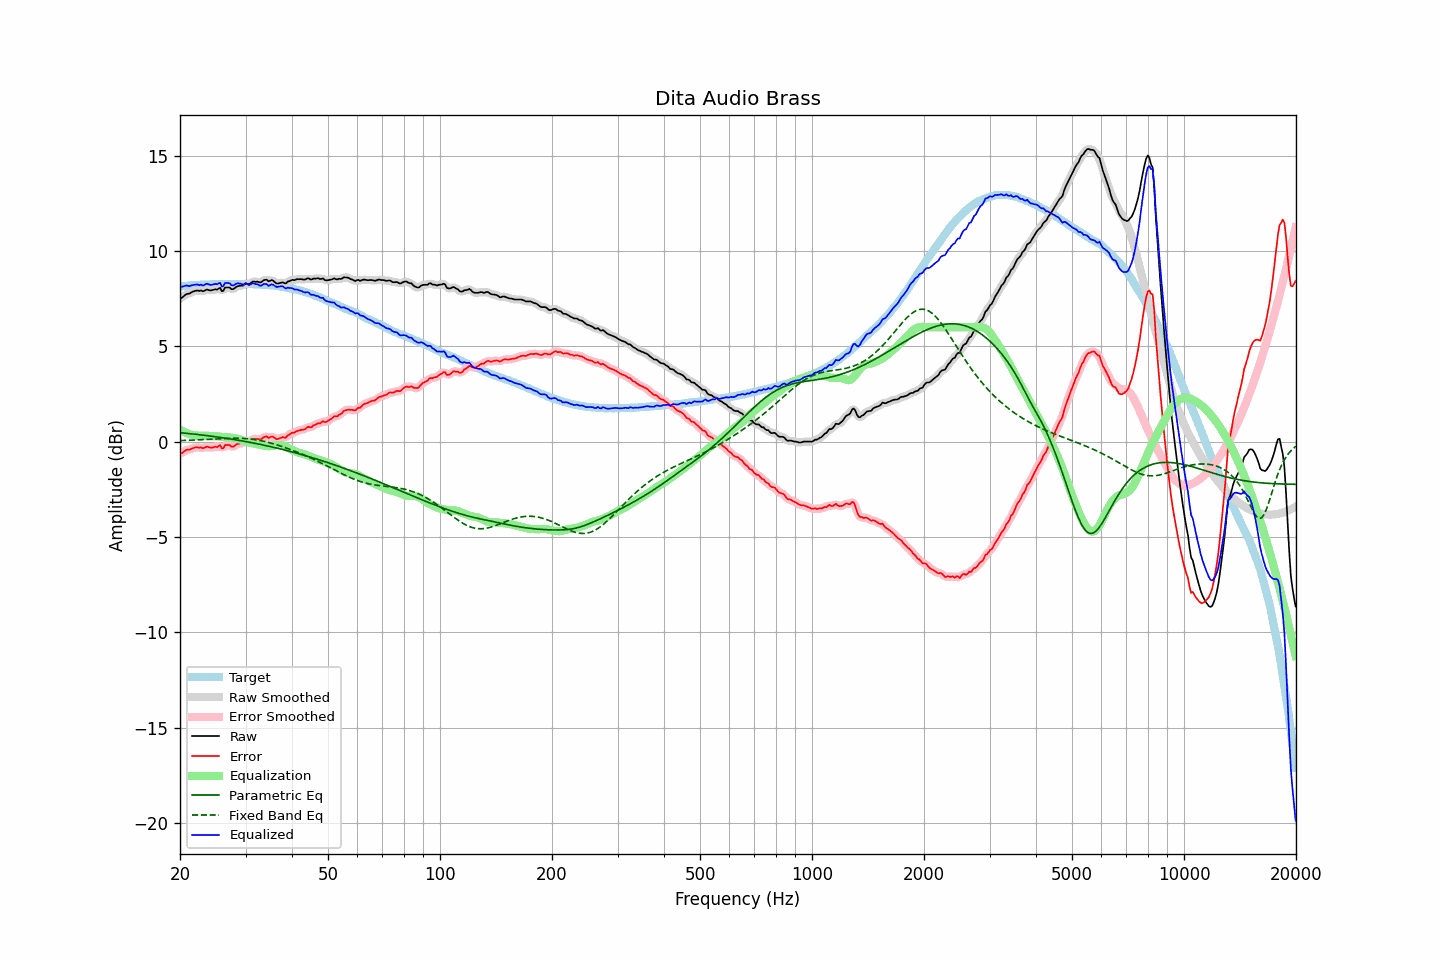 Dita Audio Brass
Amplitude (dBr)
15
10
5
0
−5
−10
−15
−20
Target
Raw Smoothed
Error Smoothed
Raw
Error
Equalization
Parametric Eq
Fixed Band Eq
Equalized
20 50 100 200 500 1000 2000 5000 10000 20000
Frequency (Hz)